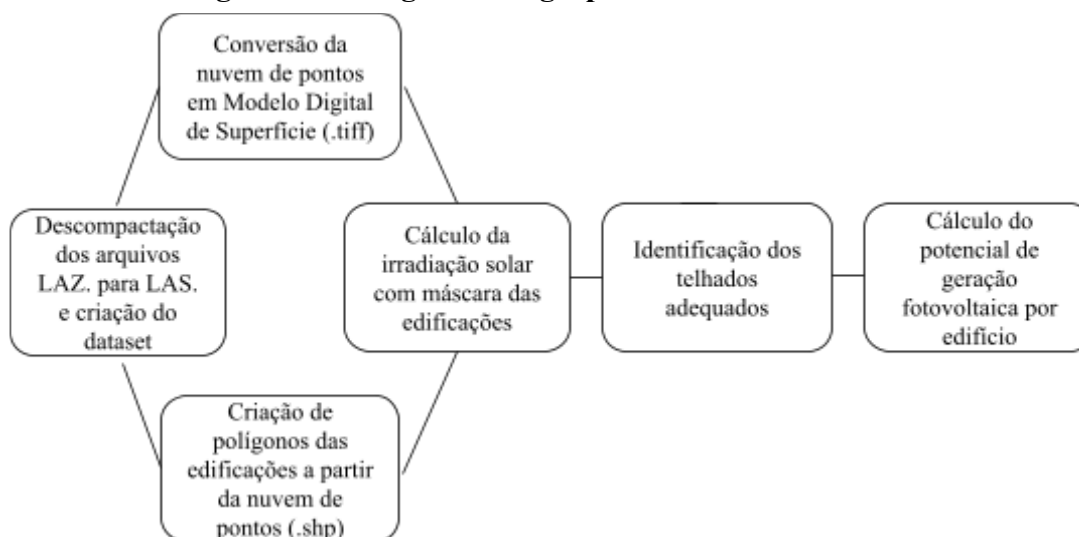 Conversão da
nuvem de pontos
em Modelo Digital
de Superfície (.tiff)
Descompactação
dos arquivos
LAZ. para LAS.
e criação do
dataset
Criação de
polígonos das
edificações a partir
da nuvem de
pontos (.shp)
Cálculo da
irradiação solar
com máscara das
edificações
Identificação dos
telhados
adequados
Cálculo do
potencial de
geração
fotovoltaica por
edifício